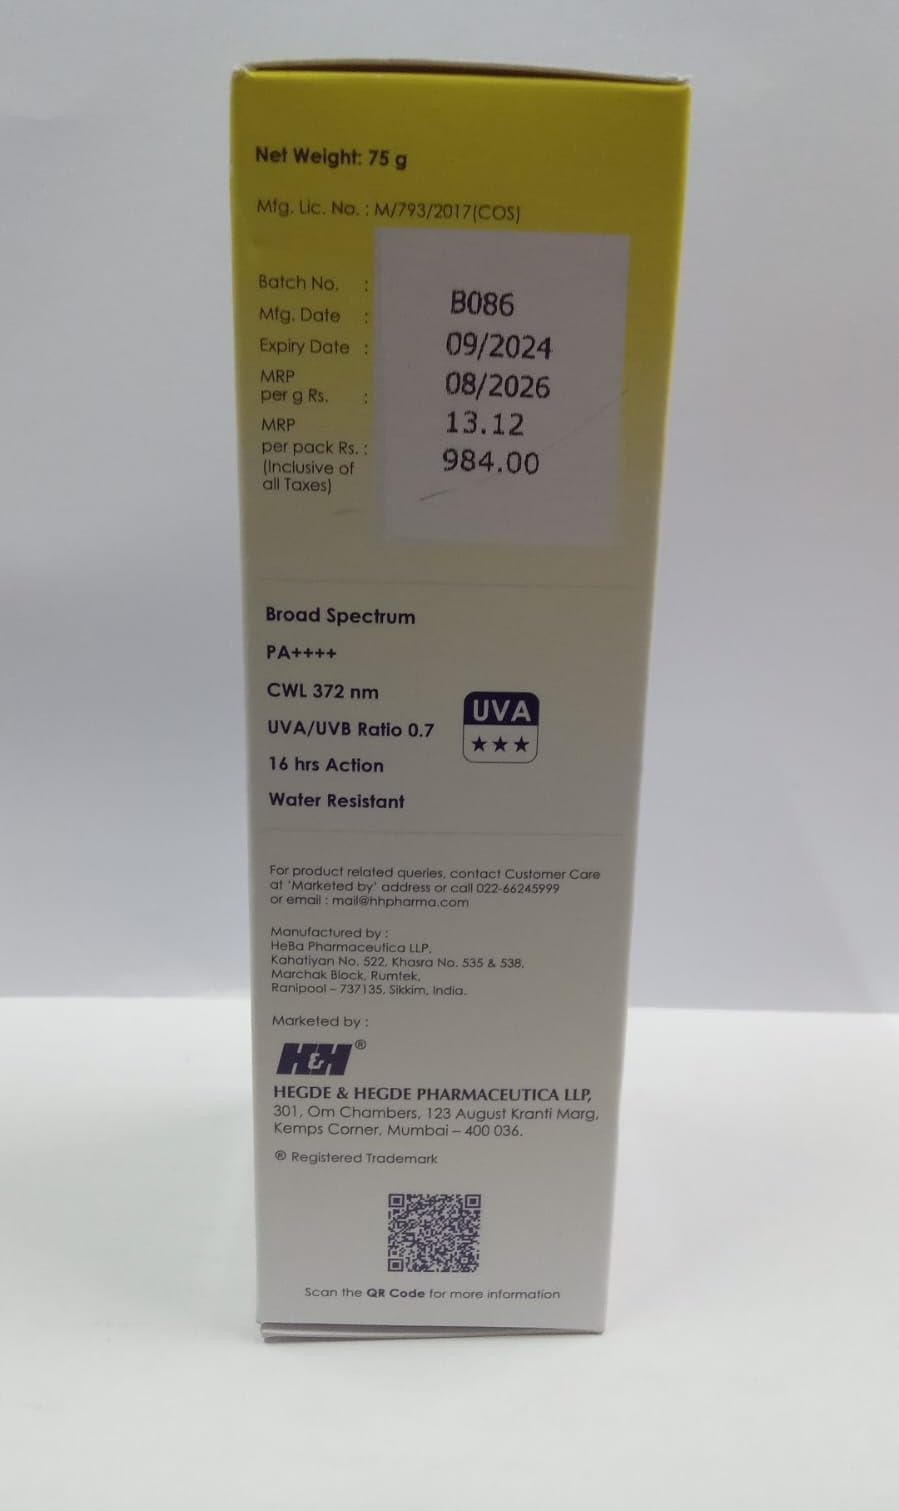 Net Weight: 75 g
Mfg. Lic. No. : M/793/2017(COS)
Batch No. :
Mfg. Date :
Expiry Date :
MRP
per g Rs. :
MRP
per pack Rs. :
(Inclusive of
all Taxes)
B086
09/2024
08/2026
13.12
984.00
Broad Spectrum
PA++++
CWL 372 nm
UVA/UVB Ratio 0.7
16 hrs Action
Water Resistant
UVA
★★★
For product related queries, contact Customer Care
at 'Marketed by' address or call 022-66245999
or email : mail@hhpharma.com
Manufactured by :
HeBa Pharmaceutica LLP,
Kahatiyan No. 522, Khasra No. 535 & 538,
Marchak Block, Rumtek,
Ranipool – 737135, Sikkim, India.
Marketed by :
H&H®
HEGDE & HEGDE PHARMACEUTICA LLP,
301, Om Chambers, 123 August Kranti Marg,
Kemps Corner, Mumbai – 400 036.
® Registered Trademark
Scan the QR Code for more information